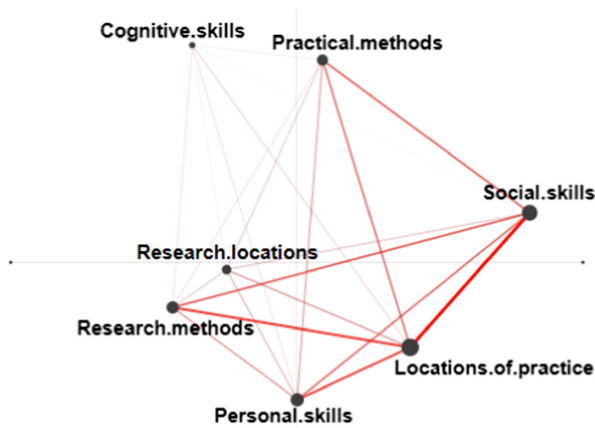 Cognitive.skills
Practical.methods
Social.skills
Research.locations
Research.methods
Locations.of.practice
Personal.skills